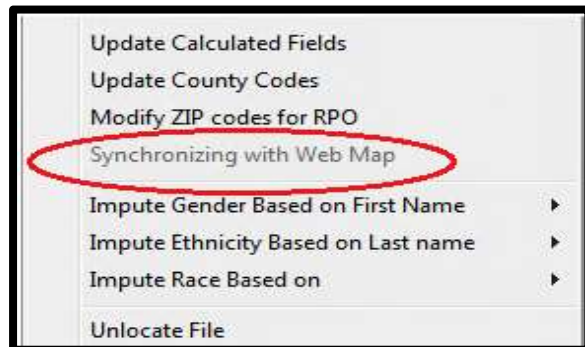 Update Calculated Fields
Update County Codes
Modify ZIP codes for RPO
Synchronizing with Web Map
Impute Gender Based on First Name
Impute Ethnicity Based on Last name
Impute Race Based on
Unlocate File